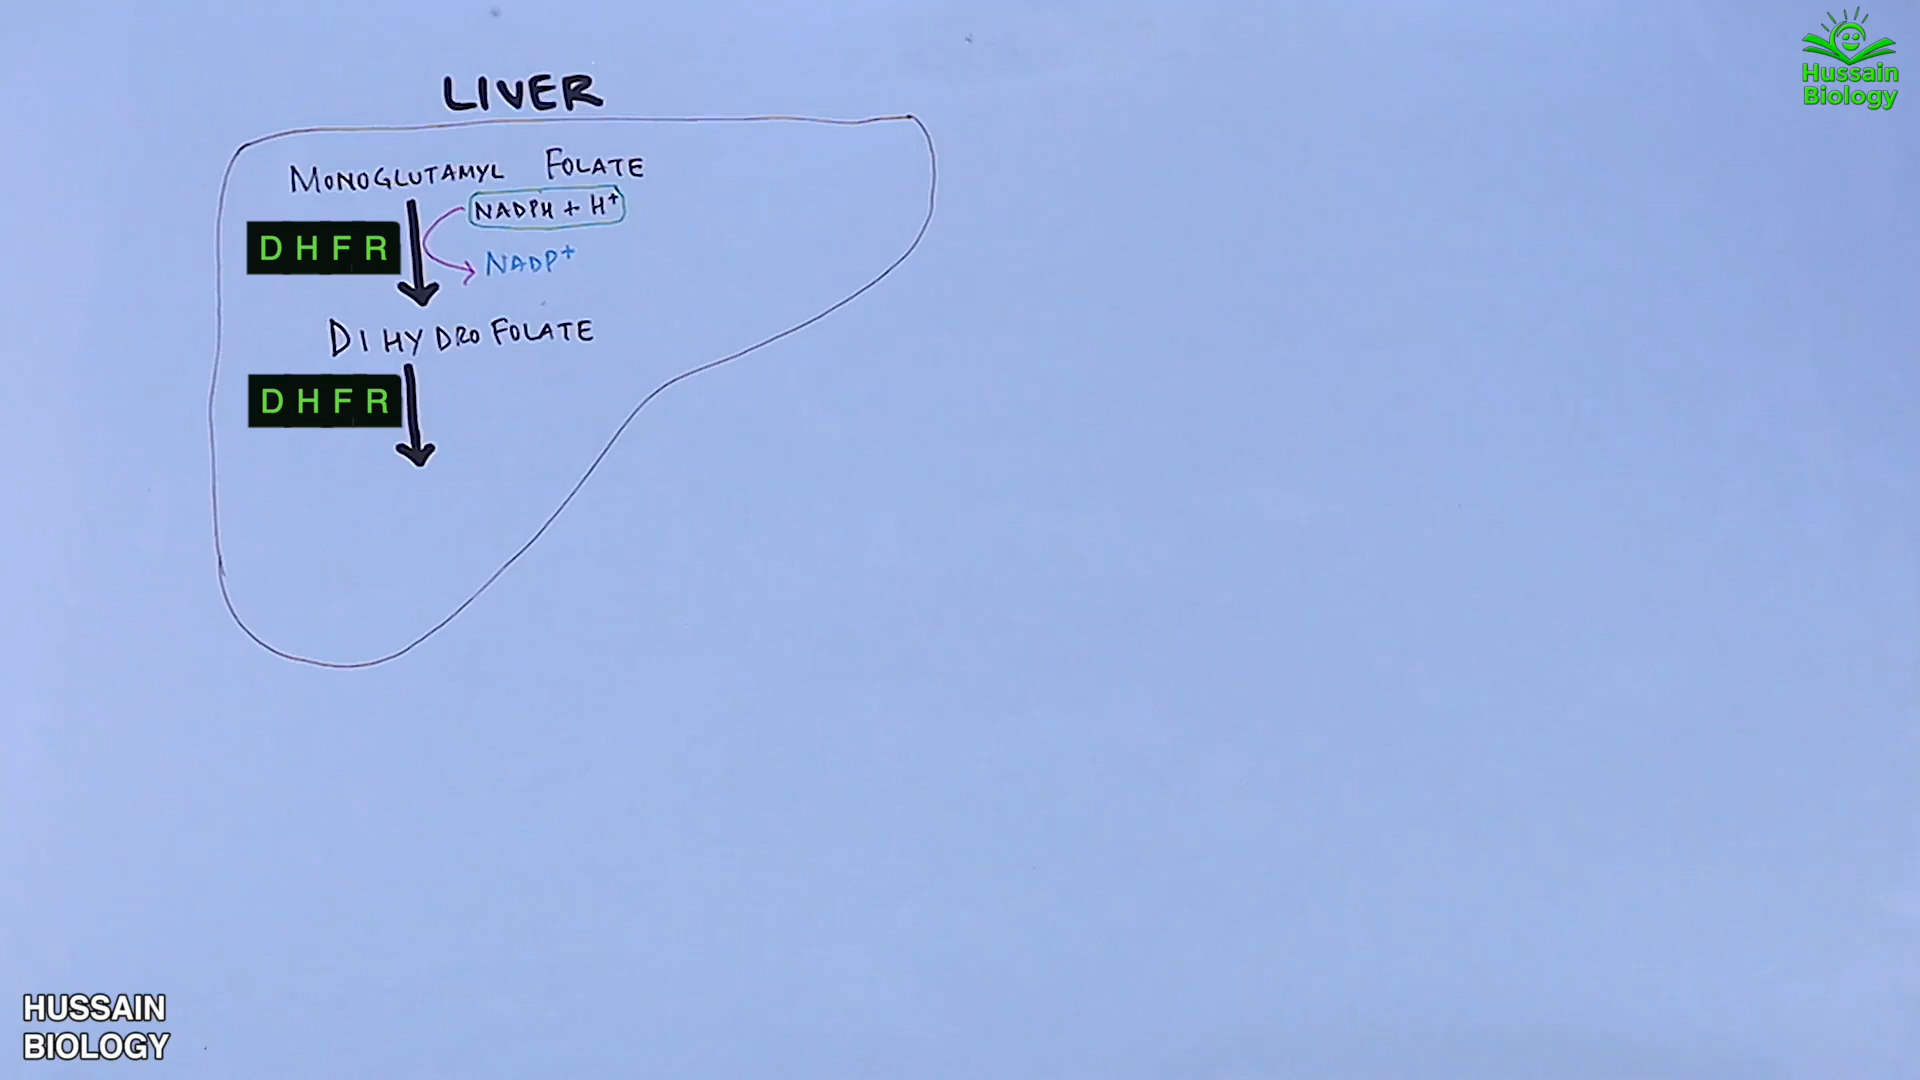 Hussain
Biology
LIVER
MONOGLUTAMYL FOLATE
NADPH + H⁺
DHFR
NADP⁺
DIHYDROFOLATE
DHFR
HUSSAIN
BIOLOGY